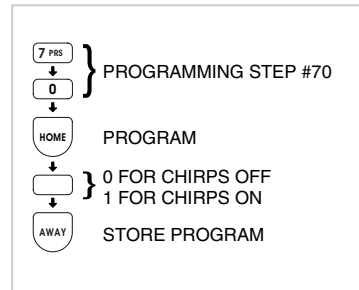 7 PRS
PROGRAMMING STEP #70
0
HOME
PROGRAM
0 FOR CHIRPS OFF
1 FOR CHIRPS ON
AWAY
STORE PROGRAM